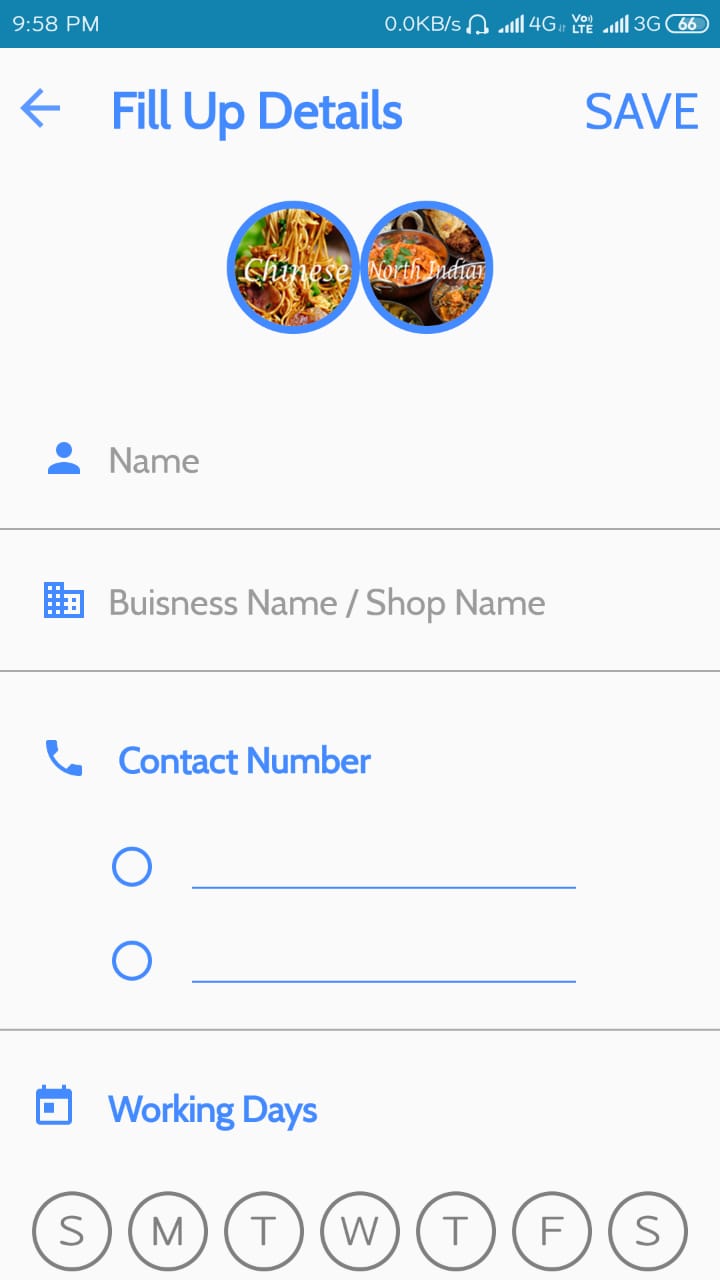 9:58 PM 0.0KB/s 4G Vo) LTE 3G 66
Fill Up Details SAVE
Chinese North Indian
Name
Buisness Name / Shop Name
Contact Number
Working Days
S M T W T F S